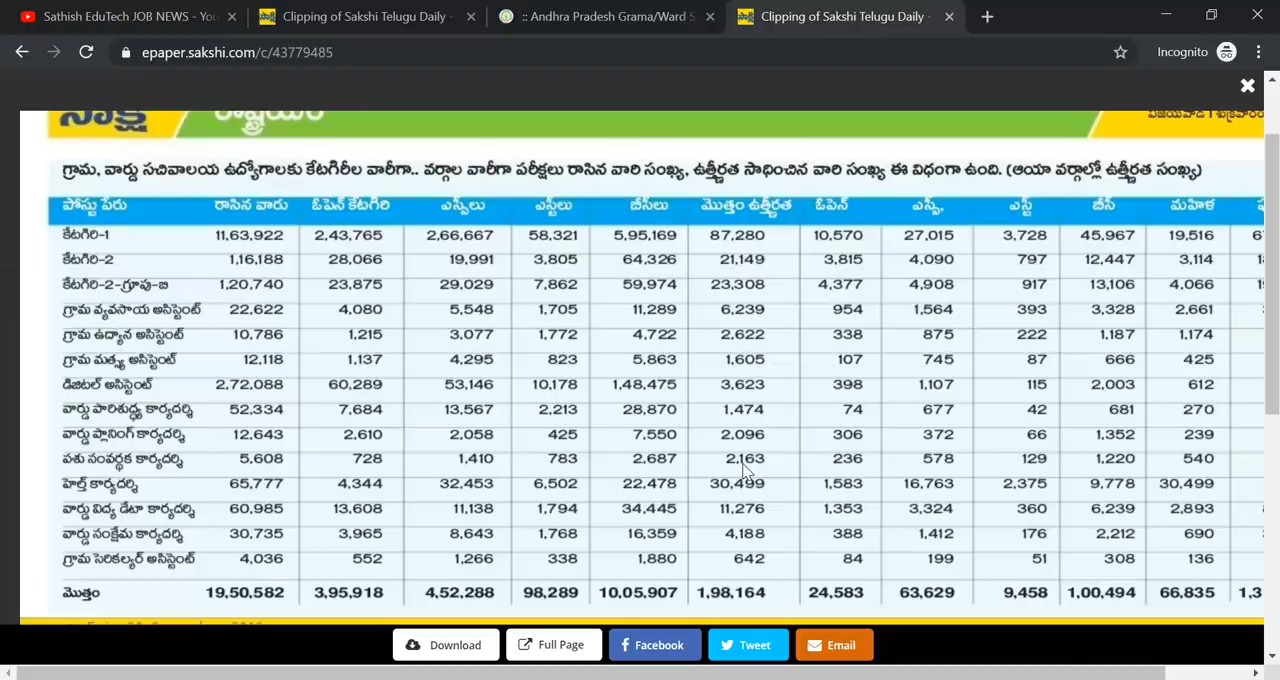 Sathish EduTech JOB NEWS - You
Clipping of Sakshi Telugu Daily -
:: Andhra Pradesh Grama/Ward S
Clipping of Sakshi Telugu Daily -
epaper.sakshi.com/c/43779485
Incognito
సాక్షి రాష్ట్రీయం
గ్రామ, వార్డు సచివాలయ ఉద్యోగాలకు కేటగిరీల వారీగా.. వర్గాల వారీగా పరీక్షలు రాసిన వారి సంఖ్య, ఉత్తీర్ణత సాధించిన వారి సంఖ్య ఈ విధంగా ఉంది. (ఆయా వర్గాల్లో ఉత్తీర్ణత సంఖ్య)
పోస్టు పేరు రాసిన వారు ఓపెన్ కేటగిరి ఎస్సీలు ఎస్టీలు బీసీలు మొత్తం ఉత్తీర్ణత ఓపెన్ ఎస్సీ, ఎస్టీ బీసీ మహిళ
కేటగిరి-1 11,63,922 2,43,765 2,66,667 58,321 5,95,169 87,280 10,570 27,015 3,728 45,967 19,516
కేటగిరి-2 1,16,188 28,066 19,991 3,805 64,326 21,149 3,815 4,090 797 12,447 3,114
కేటగిరి-2-గ్రూపు-బి 1,20,740 23,875 29,029 7,862 59,974 23,308 4,377 4,908 917 13,106 4,066
గ్రామ వ్యవసాయ అసిస్టెంట్ 22,622 4,080 5,548 1,705 11,289 6,239 954 1,564 393 3,328 2,661
గ్రామ ఉద్యాన అసిస్టెంట్ 10,786 1,215 3,077 1,772 4,722 2,622 338 875 222 1,187 1,174
గ్రామ మత్స్య అసిస్టెంట్ 12,118 1,137 4,295 823 5,863 1,605 107 745 87 666 425
డిజిటల్ అసిస్టెంట్ 2,72,088 60,289 53,146 10,178 1,48,475 3,623 398 1,107 115 2,003 612
వార్డు పారిశుద్ధ్య కార్యదర్శి 52,334 7,684 13,567 2,213 28,870 1,474 74 677 42 681 270
వార్డు ప్లానింగ్ కార్యదర్శి 12,643 2,610 2,058 425 7,550 2,096 306 372 66 1,352 239
పశు సంవర్థక కార్యదర్శి 5,608 728 1,410 783 2,687 2,163 236 578 129 1,220 540
హెల్త్ కార్యదర్శి 65,777 4,344 32,453 6,502 22,478 30,499 1,583 16,763 2,375 9,778 30,499
వార్డు విద్య డేటా కార్యదర్శి 60,985 13,608 11,138 1,794 34,445 11,276 1,353 3,324 360 6,239 2,893
వార్డు సంక్షేమ కార్యదర్శి 30,735 3,965 8,643 1,768 16,359 4,188 388 1,412 176 2,212 690
గ్రామ సెరికల్చర్ అసిస్టెంట్ 4,036 552 1,266 338 1,880 642 84 199 51 308 136
మొత్తం 19,50,582 3,95,918 4,52,288 98,289 10,05,907 1,98,164 24,583 63,629 9,458 1,00,494 66,835 1,3
Download
Full Page
Facebook
Tweet
Email